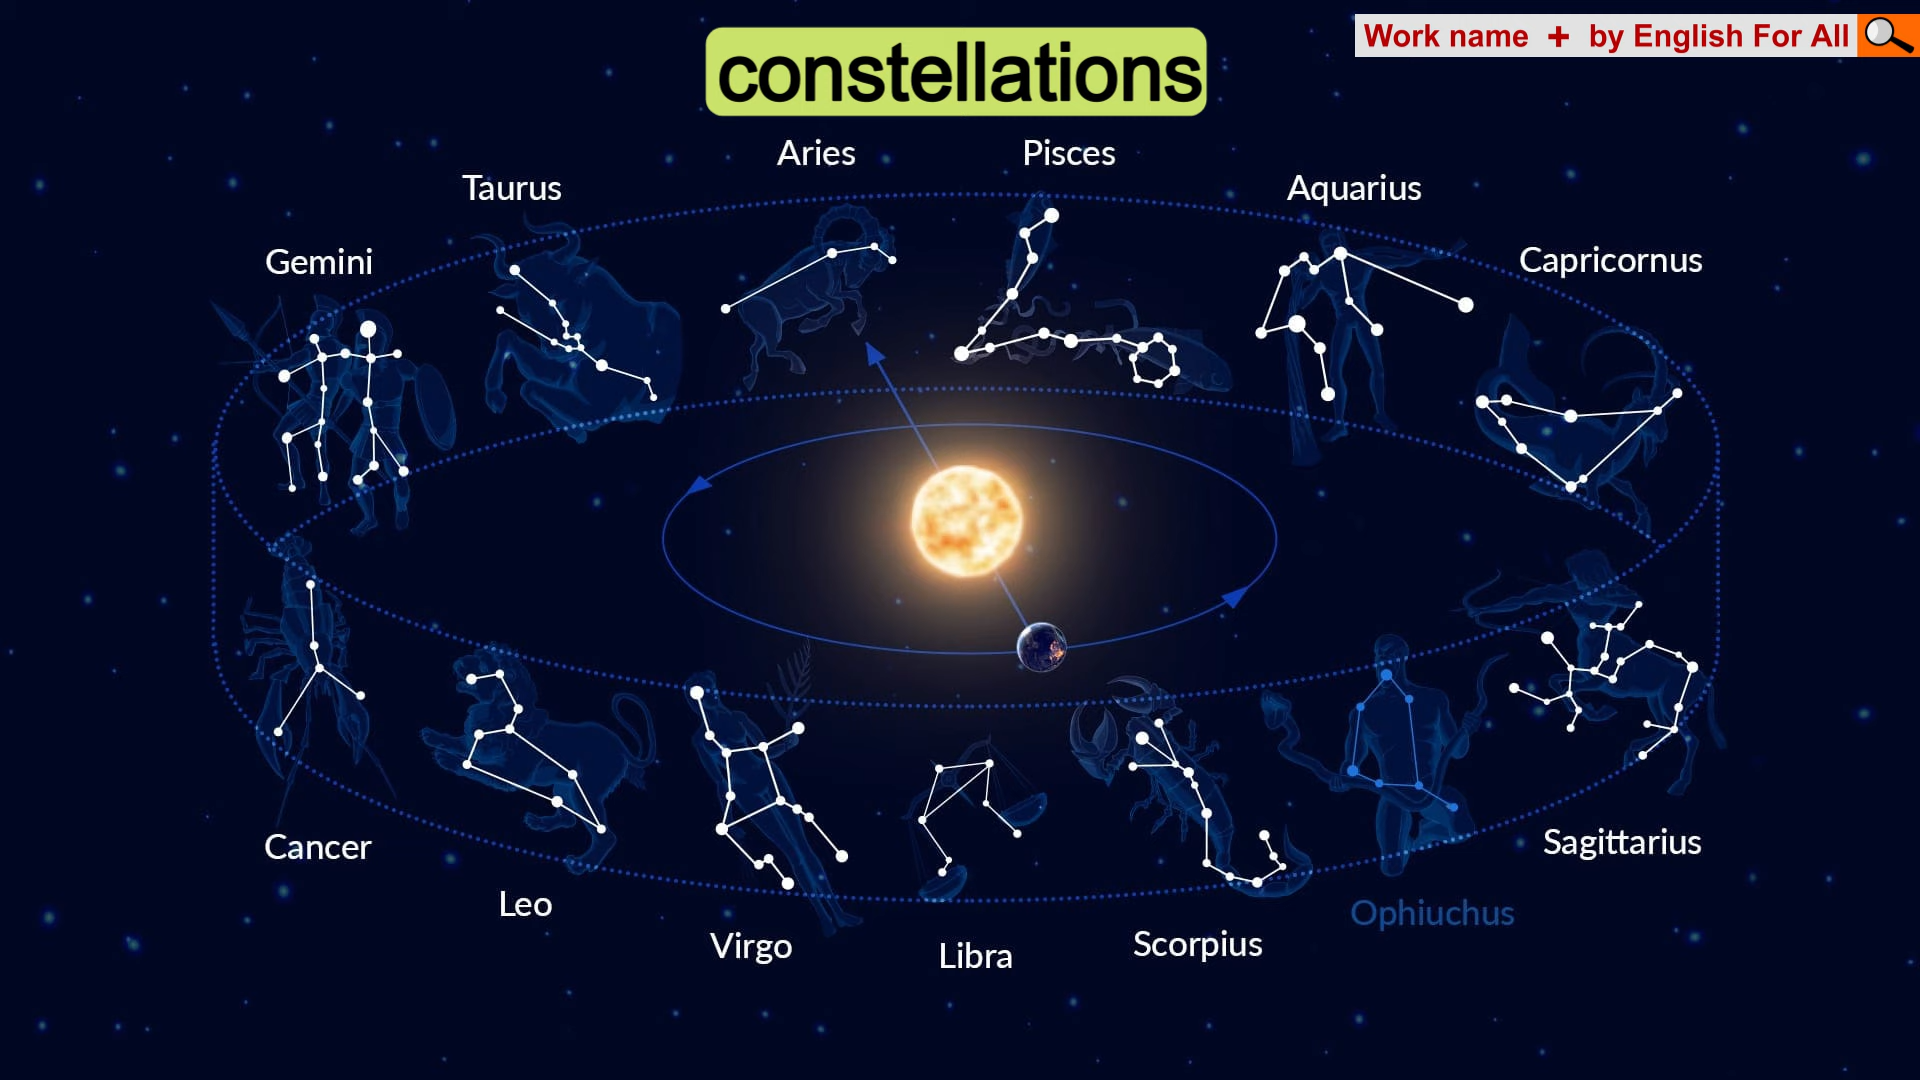 Work name + by English For All
constellations
Aries
Pisces
Taurus
Aquarius
Gemini
Capricornus
Cancer
Sagittarius
Leo
Ophiuchus
Virgo
Libra
Scorpius